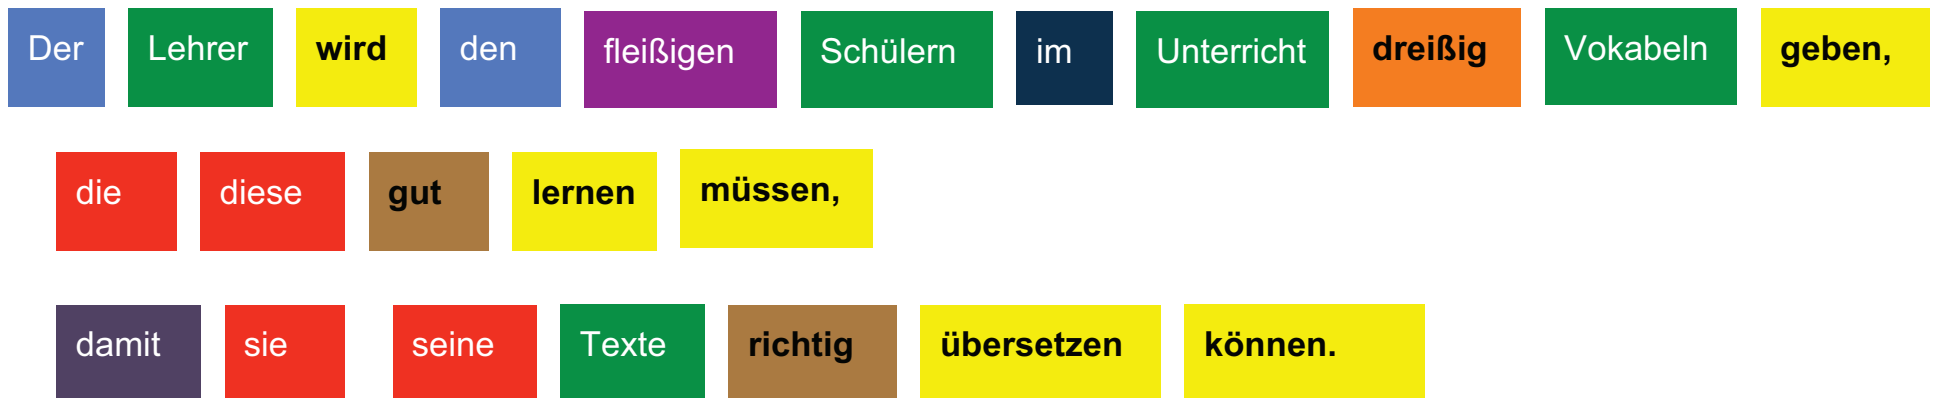 Der Lehrer wird den fleißigen Schülern im Unterricht dreißig Vokabeln geben,
die diese gut lernen müssen,
damit sie seine Texte richtig übersetzen können.